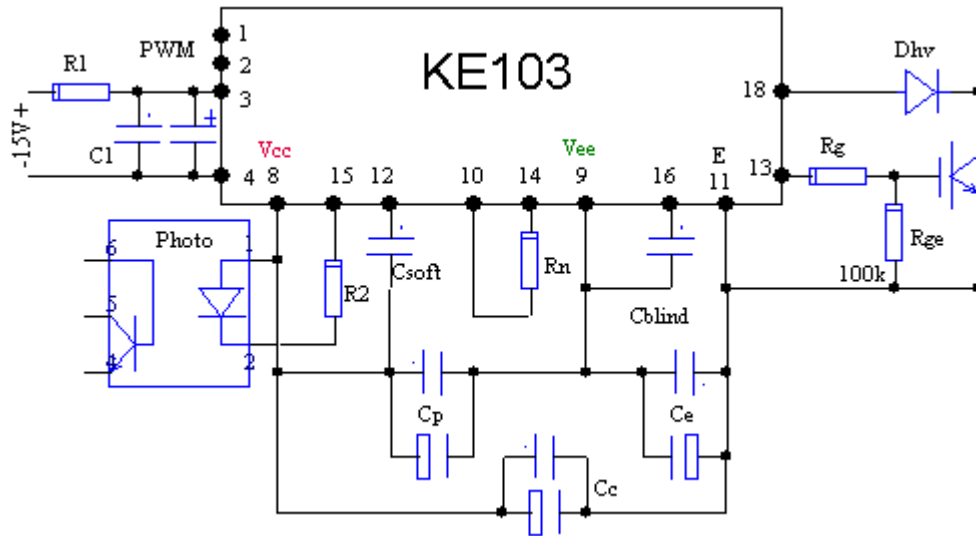 1
PWM
2
R1
3
KE103
Dhv
18
-15V+
C1
Vcc
Vee
E
4
8
15
12
10
14
9
16
11
13
Rg
Photo
6
1
Csoft
R2
Rn
Cblind
100k
Rge
5
4
2
Cp
Ce
Cc
+